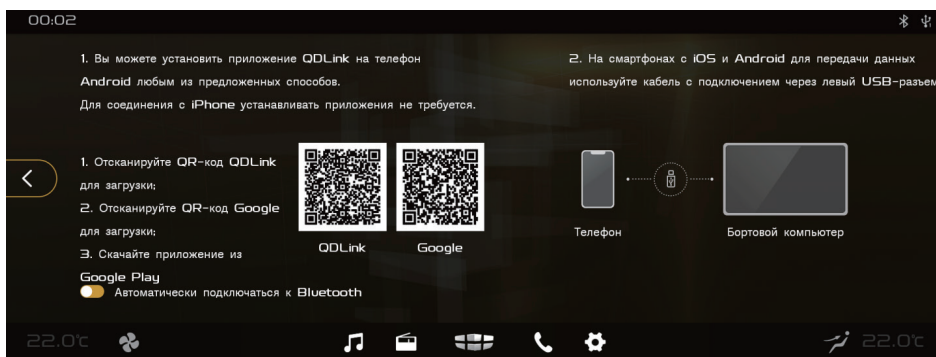 00:02
1. Вы можете установить приложение QDLink на телефон
Android любым из предложенных способов.
Для соединения с iPhone устанавливать приложения не требуется.
2. На смартфонах с iOS и Android для передачи данных
используйте кабель с подключением через левый USB-разъем
1. Отсканируйте QR-код QDLink
для загрузки;
2. Отсканируйте QR-код Google
для загрузки;
3. Скачайте приложение из
Google Play
QDLink
Google
Телефон
Бортовой компьютер
Автоматически подключаться к Bluetooth
22.0°c
22.0°c